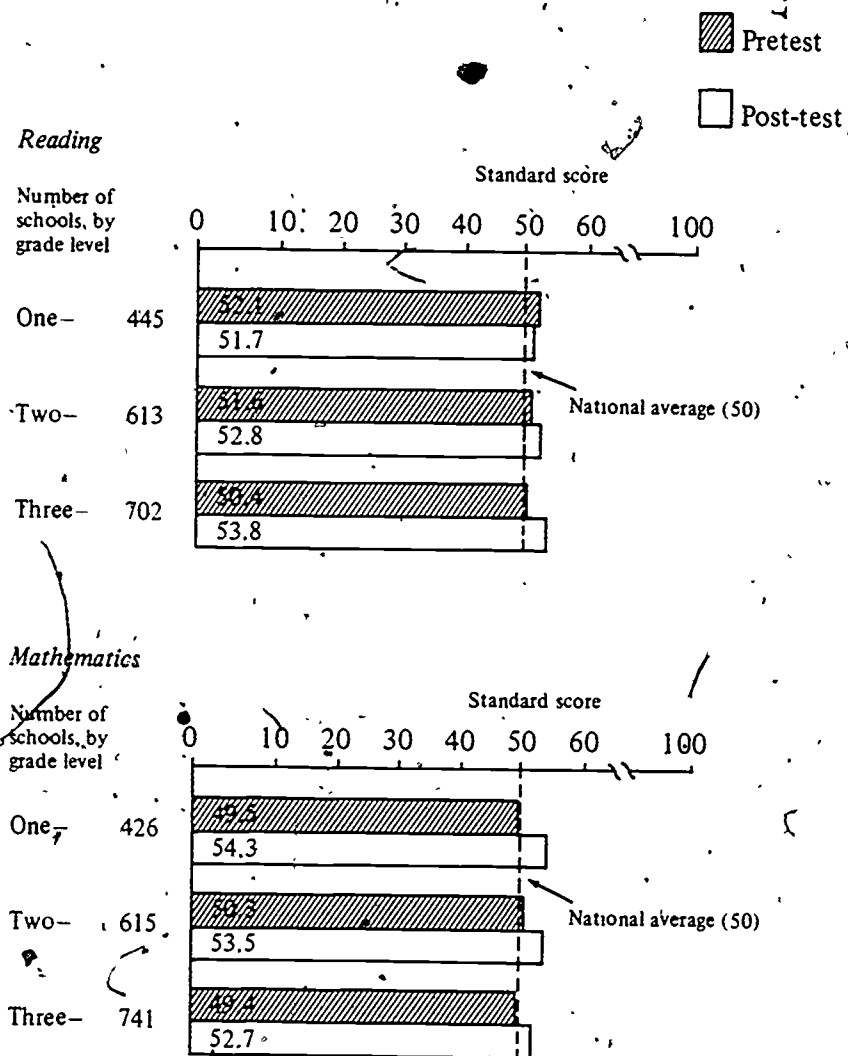 Pretest
Post-test
Reading
Standard score
Number of
schools, by
grade level
0 10 20 30 40 50 60 100
One– 445
52.1
51.7
National average (50)
Two– 613
51.6
52.8
Three– 702
50.4
53.8
Mathematics
Standard score
Number of
schools, by
grade level
0 10 20 30 40 50 60 100
One– 426
49.5
54.3
National average (50)
Two– 615
50.3
53.5
Three– 741
49.4
52.7